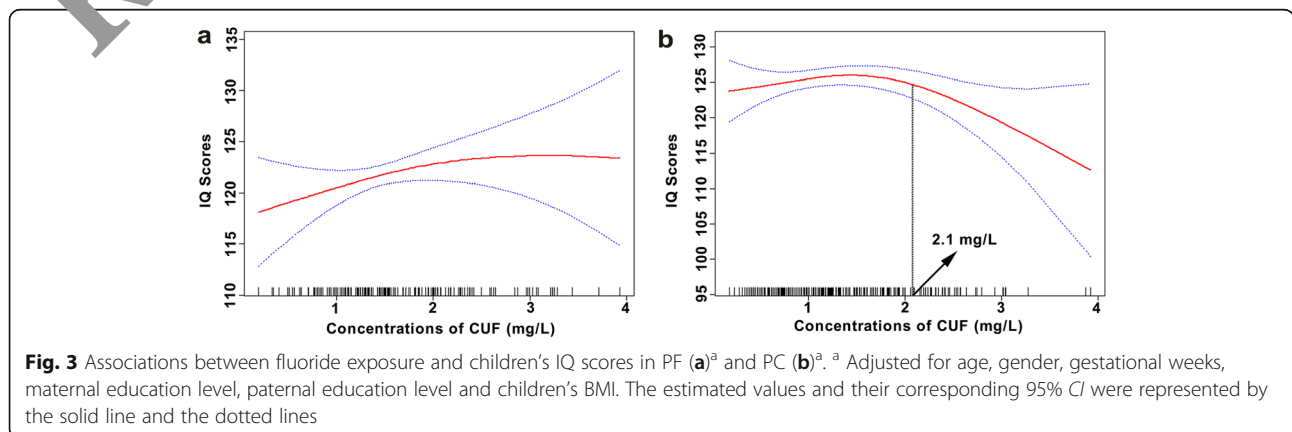 a
b
135
130
125
120
115
110
IQ Scores
1
2
3
4
Concentrations of CUF (mg/L)
130
125
120
115
110
105
100
95
IQ Scores
2.1 mg/L
1
2
3
4
Concentrations of CUF (mg/L)
Fig. 3 Associations between fluoride exposure and children's IQ scores in PF (a)ᵃ and PC (b)ᵃ. ᵃ Adjusted for age, gender, gestational weeks,
maternal education level, paternal education level and children's BMI. The estimated values and their corresponding 95% CI were represented by
the solid line and the dotted lines